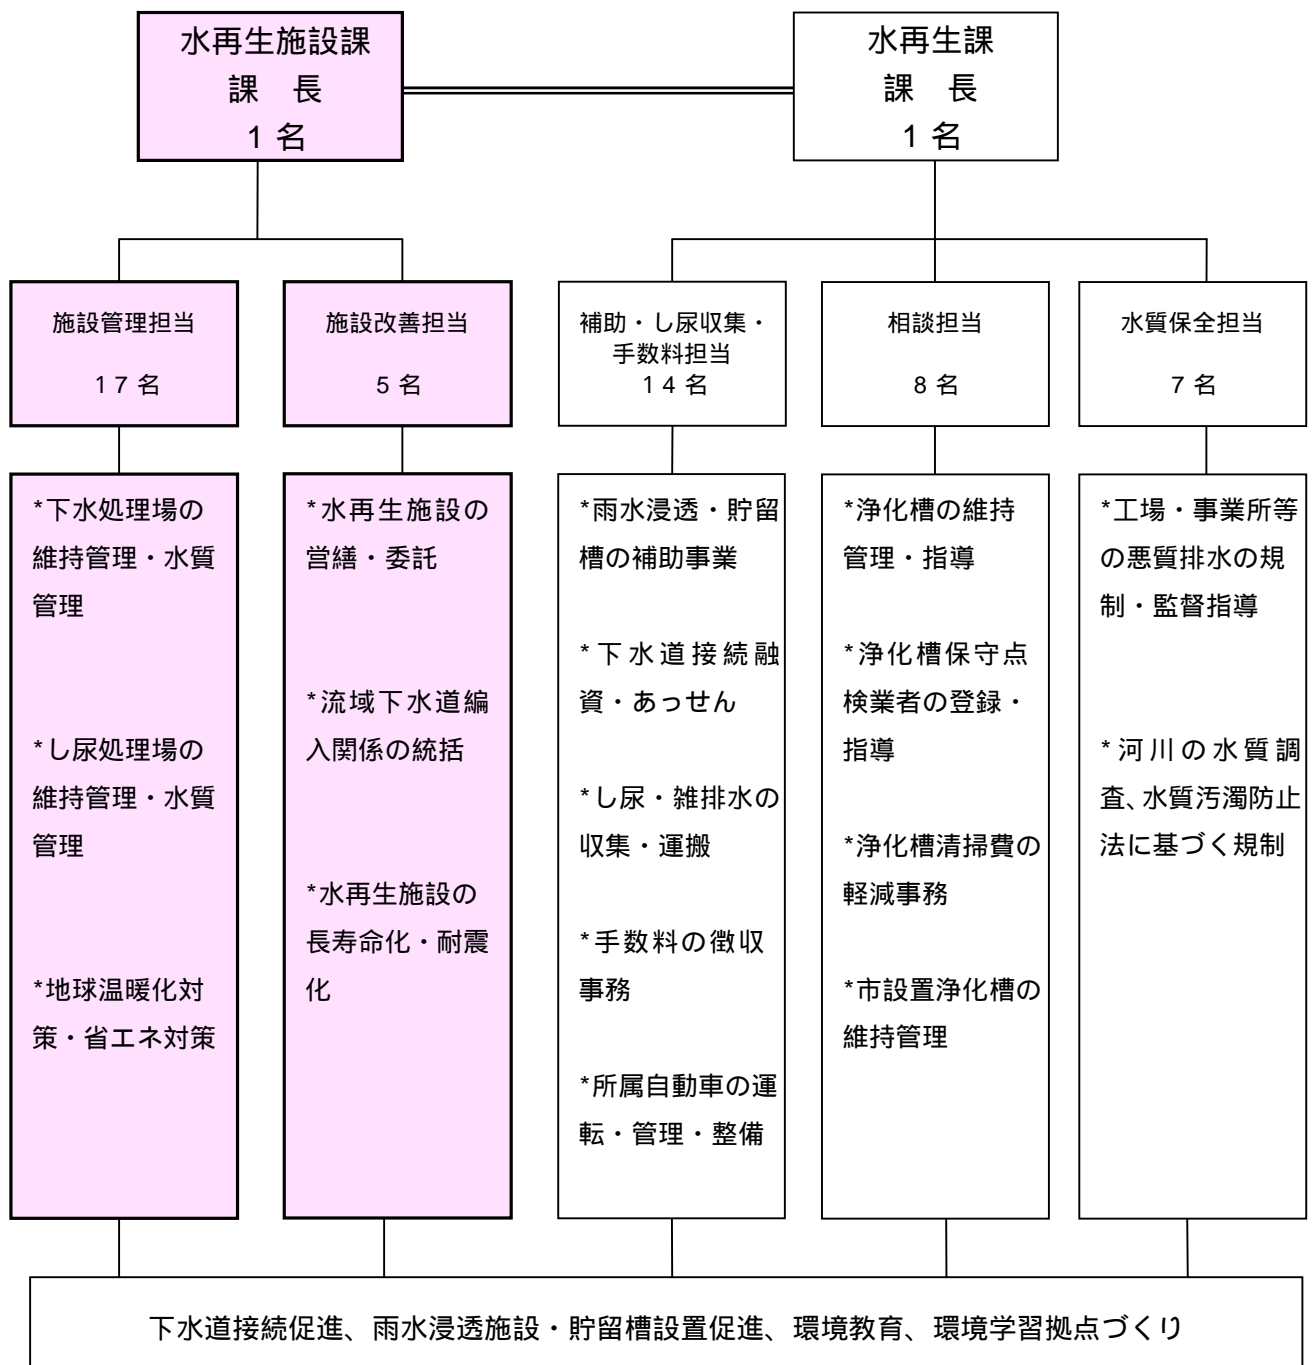 水再生施設課
課　長
1 名
水再生課
課　長
1 名
施設管理担当
1 7 名
施設改善担当
5 名
補助・し尿収集・
手数料担当
1 4 名
相談担当
8 名
水質保全担当
7 名
*下水処理場の
維持管理・水質
管理
*し尿処理場の
維持管理・水質
管理
*地球温暖化対
策・省エネ対策
*水再生施設の
営繕・委託
*流域下水道編
入関係の統括
*水再生施設の
長寿命化・耐震
化
*雨水浸透・貯留
槽の補助事業
*下水道接続融
資・あっせん
*し尿・雑排水の
収集・運搬
*手数料の徴収
事務
*所属自動車の運
転・管理・整備
*浄化槽の維持
管理・指導
*浄化槽保守点
検業者の登録・
指導
*浄化槽清掃費の
軽減事務
*市設置浄化槽の
維持管理
*工場・事業所等
の悪質排水の規
制・監督指導
*河川の水質調
査、水質汚濁防止
法に基づく規制
下水道接続促進、雨水浸透施設・貯留槽設置促進、環境教育、環境学習拠点づくり